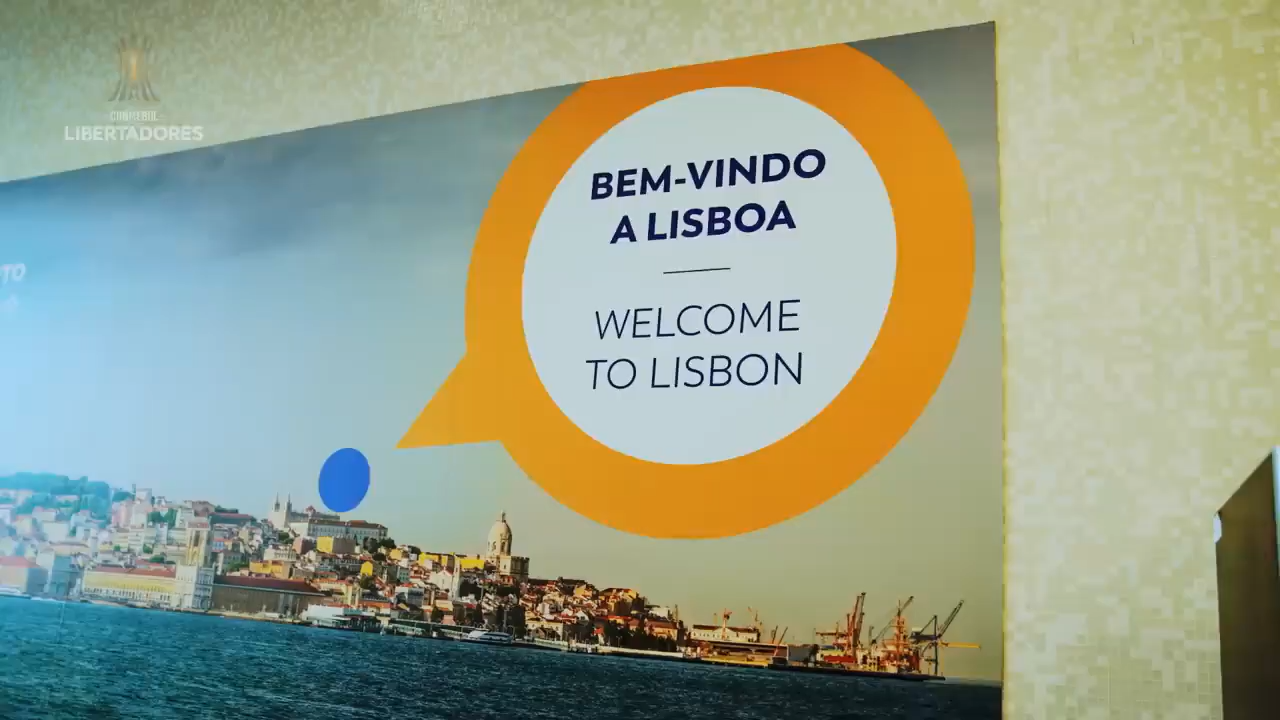 CONMEBOL
LIBERTADORES
BEM-VINDO
A LISBOA
WELCOME
TO LISBON